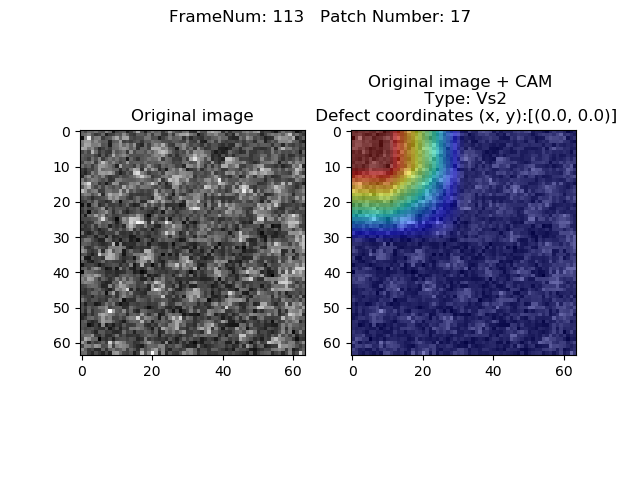 FrameNum: 113   Patch Number: 17
Original image
0
10
20
30
40
50
60
0 20 40 60
Original image + CAM
Type: Vs2
Defect coordinates (x, y):[(0.0, 0.0)]
0
10
20
30
40
50
60
0 20 40 60